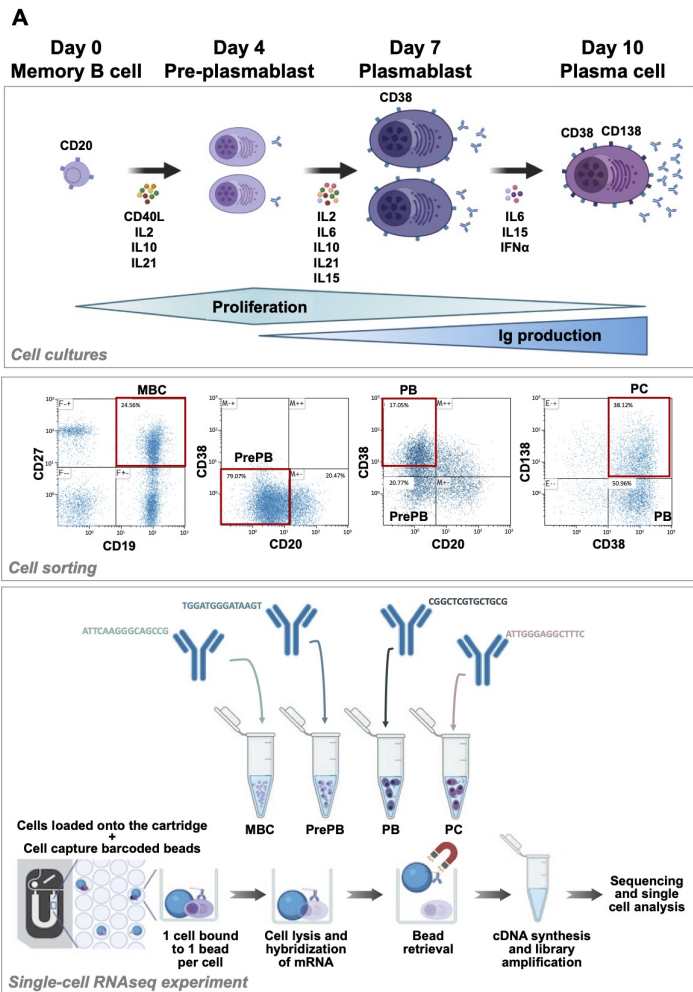 A
Day 0
Memory B cell
Day 4
Pre-plasmablast
Day 7
Plasmablast
Day 10
Plasma cell
CD20
CD38
CD38 CD138
CD40L
IL2
IL10
IL21
IL2
IL6
IL10
IL21
IL15
IL6
IL15
IFNα
Proliferation
Ig production
Cell cultures
MBC
F-+
24.56%
F--
F+-
CD27
CD19
10⁰ 10¹ 10² 10³
M-+
M++
PrePB
79.07%
M+-
20.47%
CD38
CD20
PB
17.05%
M++
20.77%
M+-
PrePB
CD38
CD20
PC
E-+
38.12%
E--
50.96%
PB
CD138
CD38
Cell sorting
ATTCAAGGGCAGCCG
TGGATGGGATAAGT
CGGCTCGTGCTGCG
ATTGGGAGGCTTTC
MBC
PrePB
PB
PC
Cells loaded onto the cartridge
+
Cell capture barcoded beads
1 cell bound
to 1 bead
per cell
Cell lysis and
hybridization
of mRNA
Bead
retrieval
cDNA synthesis
and library
amplification
Sequencing
and single
cell analysis
Single-cell RNAseq experiment